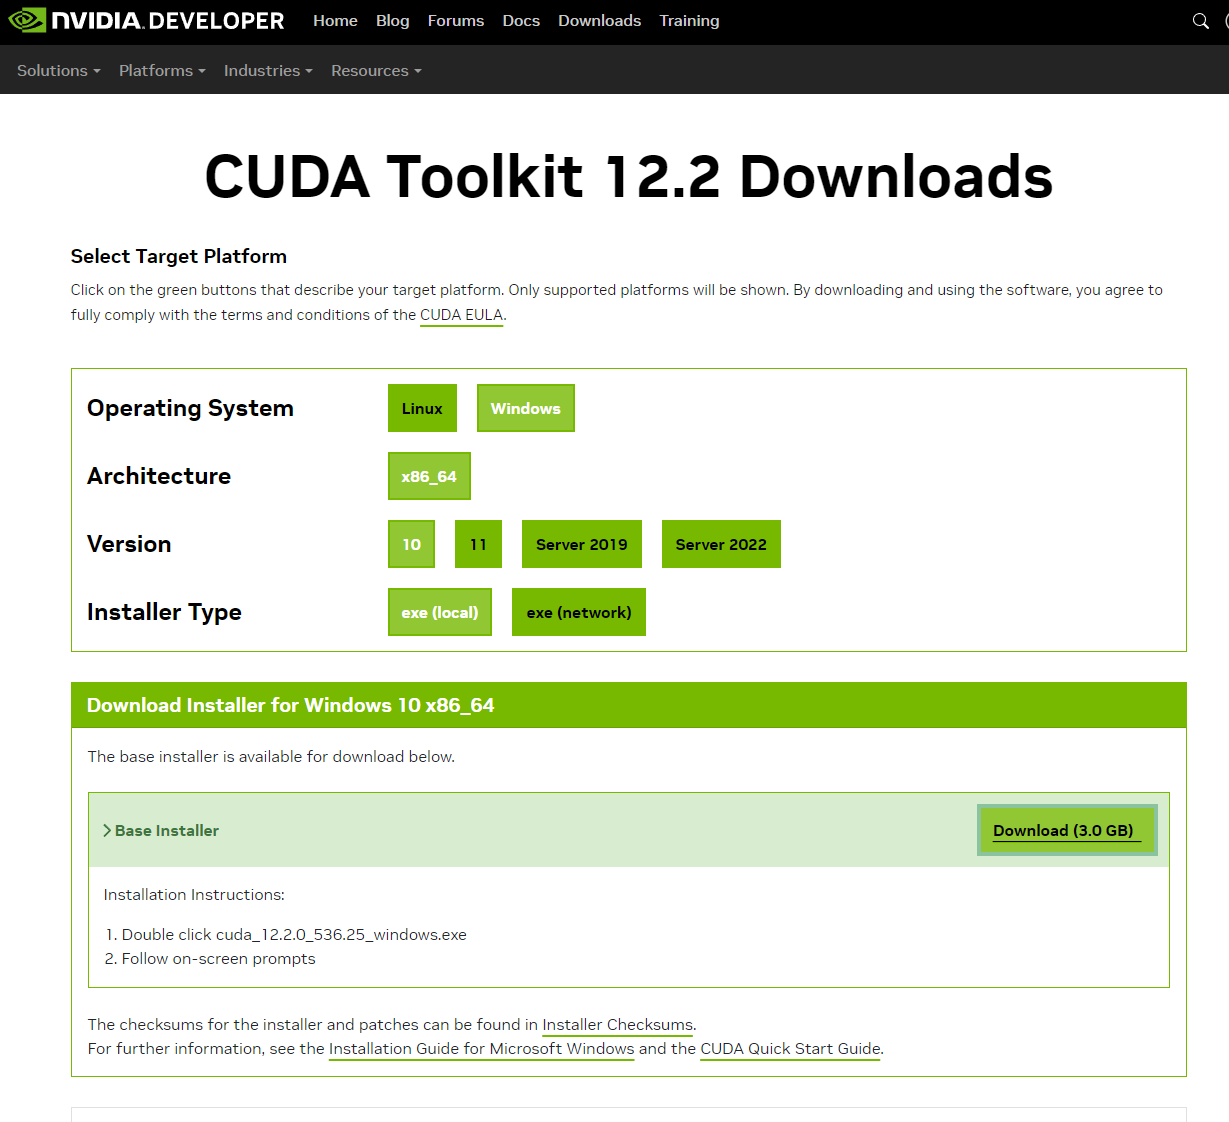 NVIDIA. DEVELOPER Home Blog Forums Docs Downloads Training
Solutions Platforms Industries Resources
CUDA Toolkit 12.2 Downloads
Select Target Platform
Click on the green buttons that describe your target platform. Only supported platforms will be shown. By downloading and using the software, you agree to
fully comply with the terms and conditions of the CUDA EULA.
Operating System Linux Windows
Architecture x86_64
Version 10 11 Server 2019 Server 2022
Installer Type exe (local) exe (network)
Download Installer for Windows 10 x86_64
The base installer is available for download below.
Base Installer Download (3.0 GB)
Installation Instructions:
1. Double click cuda_12.2.0_536.25_windows.exe
2. Follow on-screen prompts
The checksums for the installer and patches can be found in Installer Checksums.
For further information, see the Installation Guide for Microsoft Windows and the CUDA Quick Start Guide.